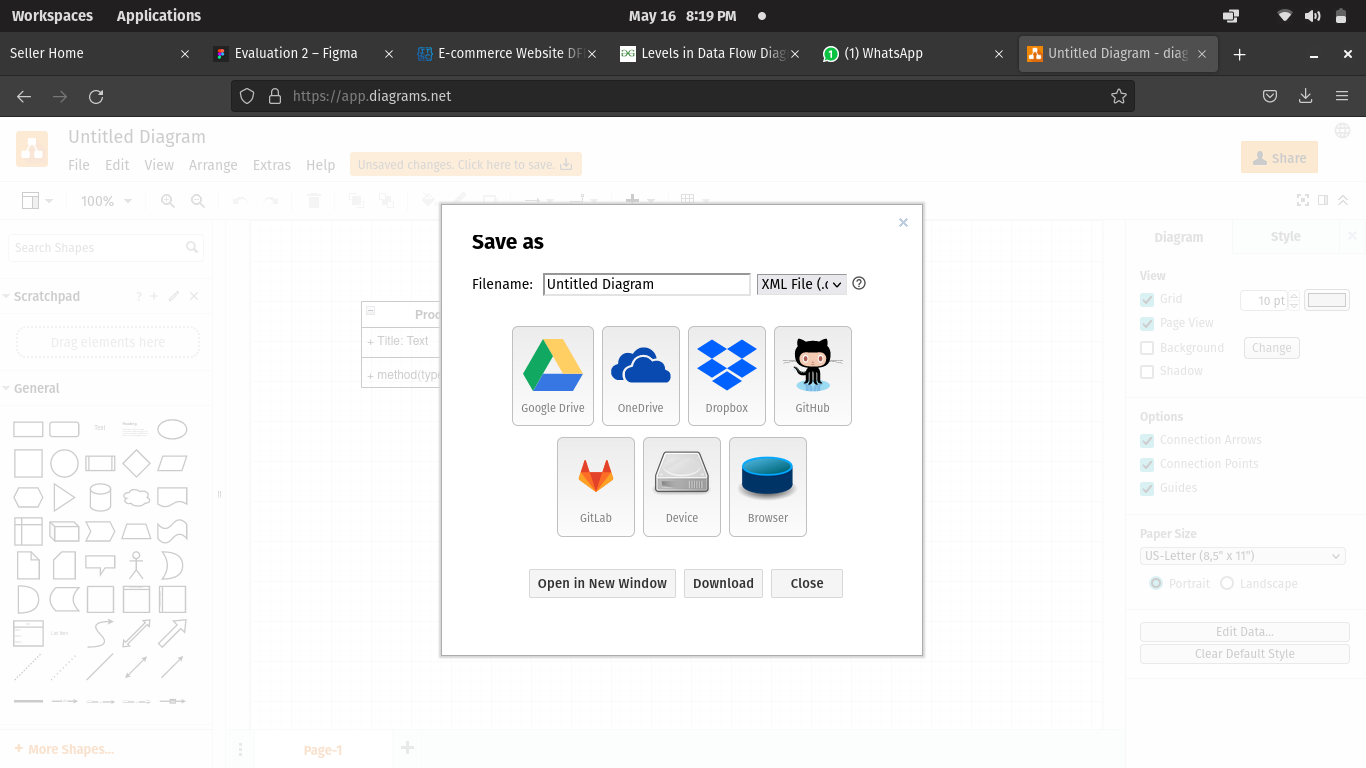 Workspaces Applications May 16 8:19 PM
Seller Home Evaluation 2 – Figma E-commerce Website DF Levels in Data Flow Diag (1) WhatsApp Untitled Diagram - diag
https://app.diagrams.net
Untitled Diagram
File Edit View Arrange Extras Help Unsaved changes. Click here to save. Share
100%
Search Shapes
Scratchpad ?
Drag elements here
General
Text Heading
List Item
+ More Shapes...
Prod
+ Title: Text
+ method(type
Page-1
Save as
Filename: Untitled Diagram XML File (.d
Google Drive OneDrive Dropbox GitHub
GitLab Device Browser
Open in New Window Download Close
Diagram Style
View
Grid 10 pt
Page View
Background Change
Shadow
Options
Connection Arrows
Connection Points
Guides
Paper Size
US-Letter (8,5" x 11")
Portrait Landscape
Edit Data...
Clear Default Style